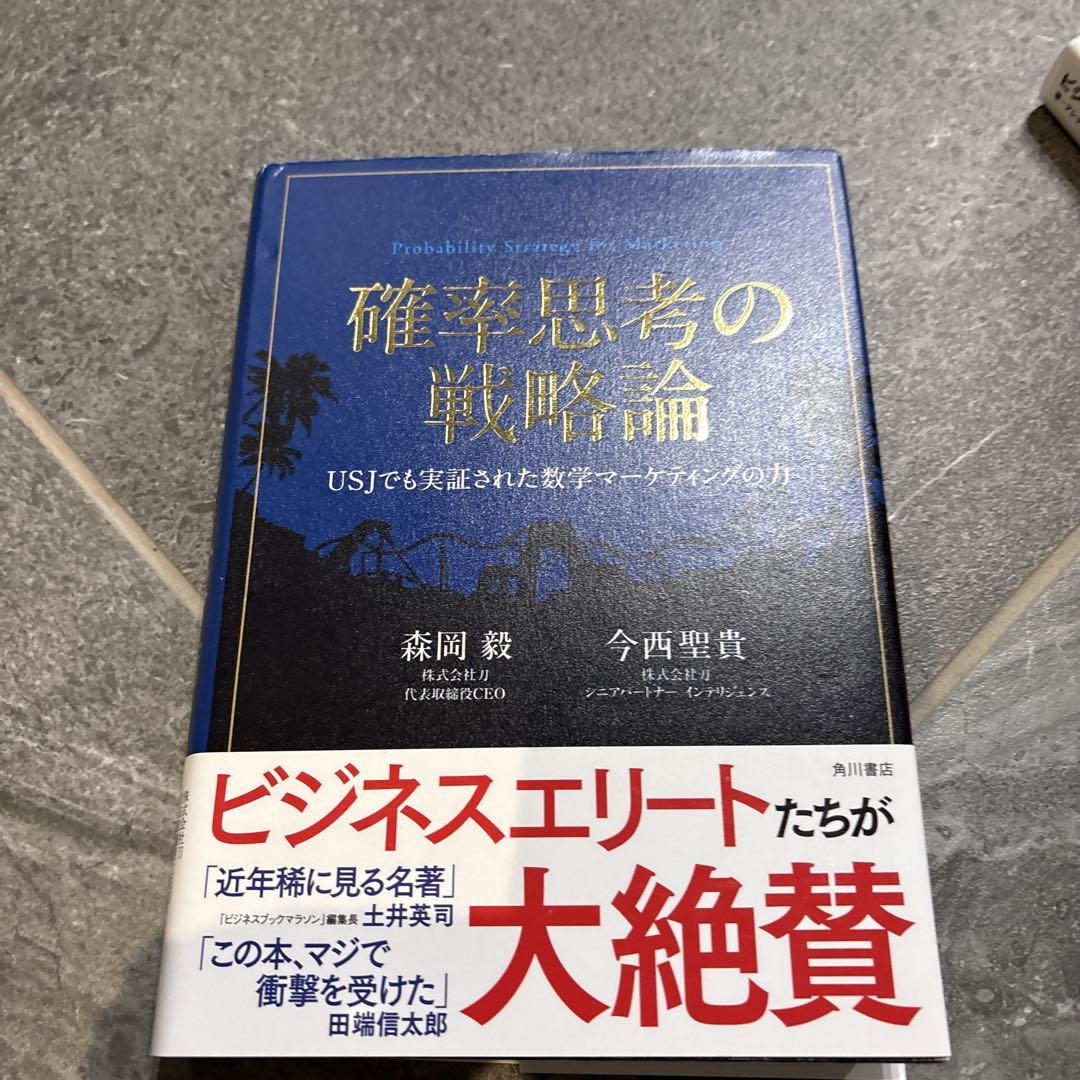 Probability Strategy for Marketing
確率思考の
戦略論
USJでも実証された数学マーケティングの力
森岡 毅
株式会社刀
代表取締役CEO
今西聖貴
株式会社刀
シニアパートナー インテリジェンス
角川書店
ビジネスエリートたちが
大絶賛
「近年稀に見る名著」
「ビジネスブックマラソン」編集長 土井英司
「この本、マジで
衝撃を受けた」
田端信太郎
株式会社刀